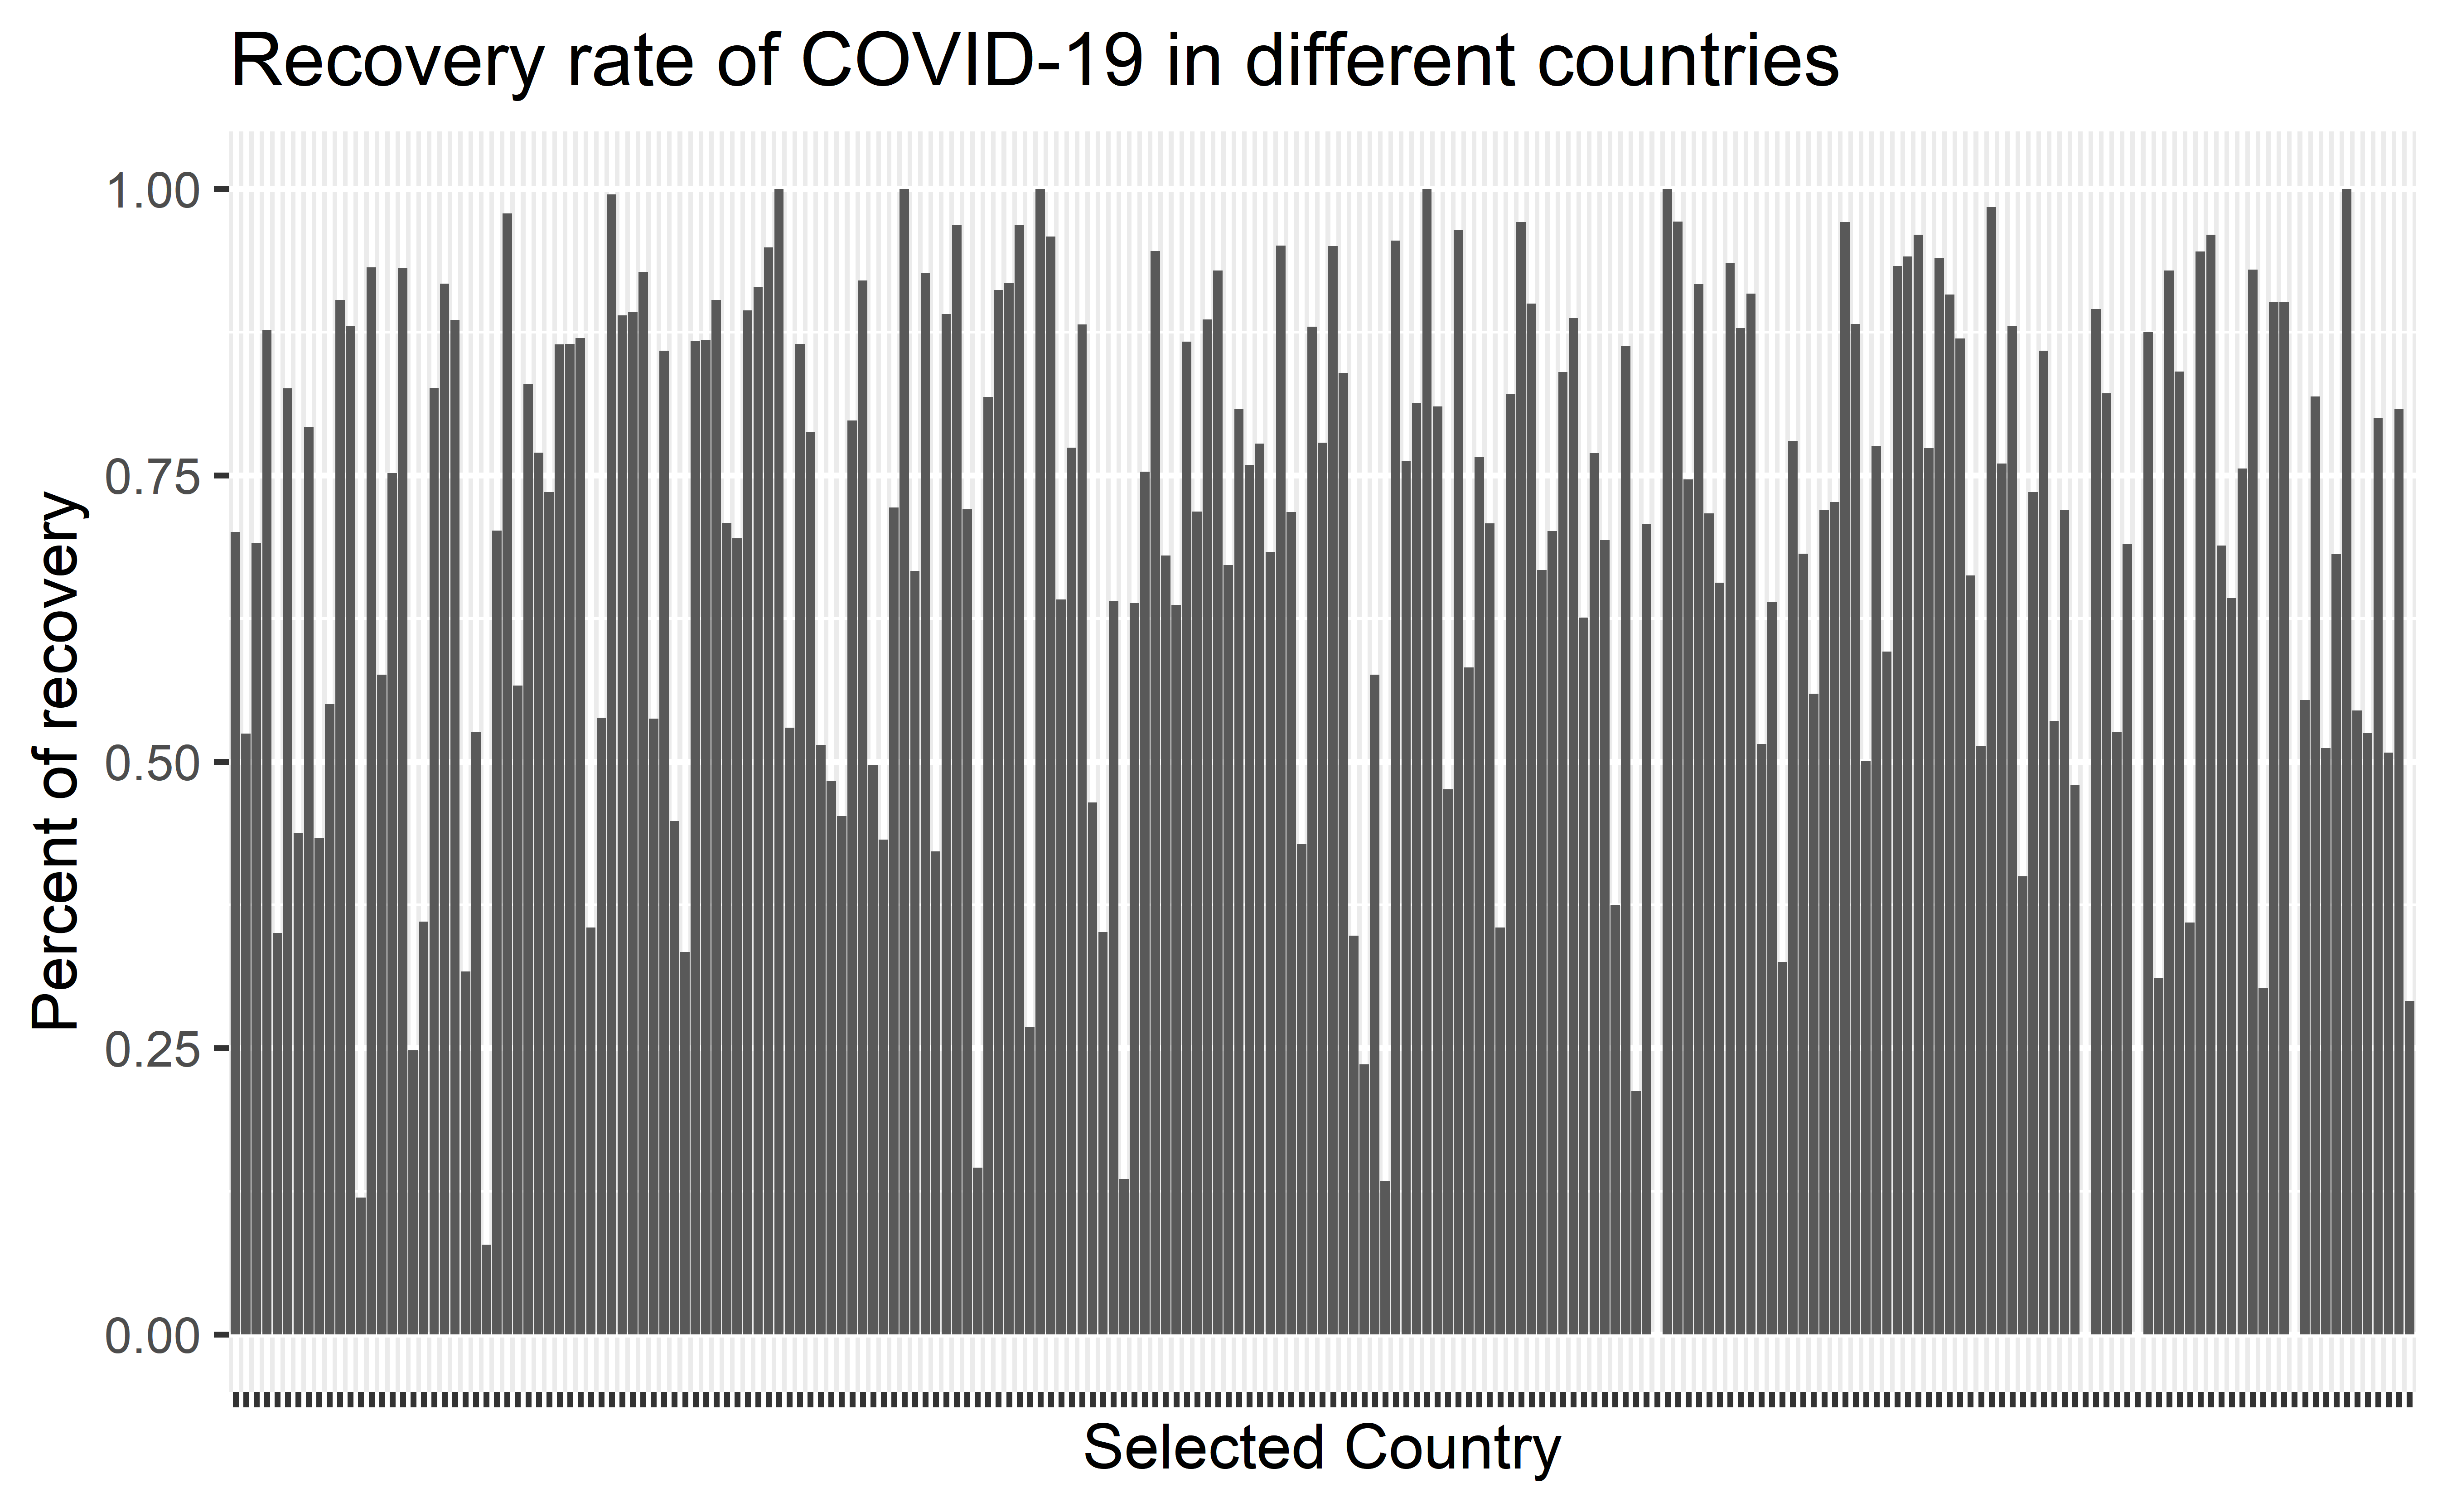 Recovery rate of COVID-19 in different countries
1.00
0.75
0.50
0.25
0.00
Percent of recovery
Selected Country